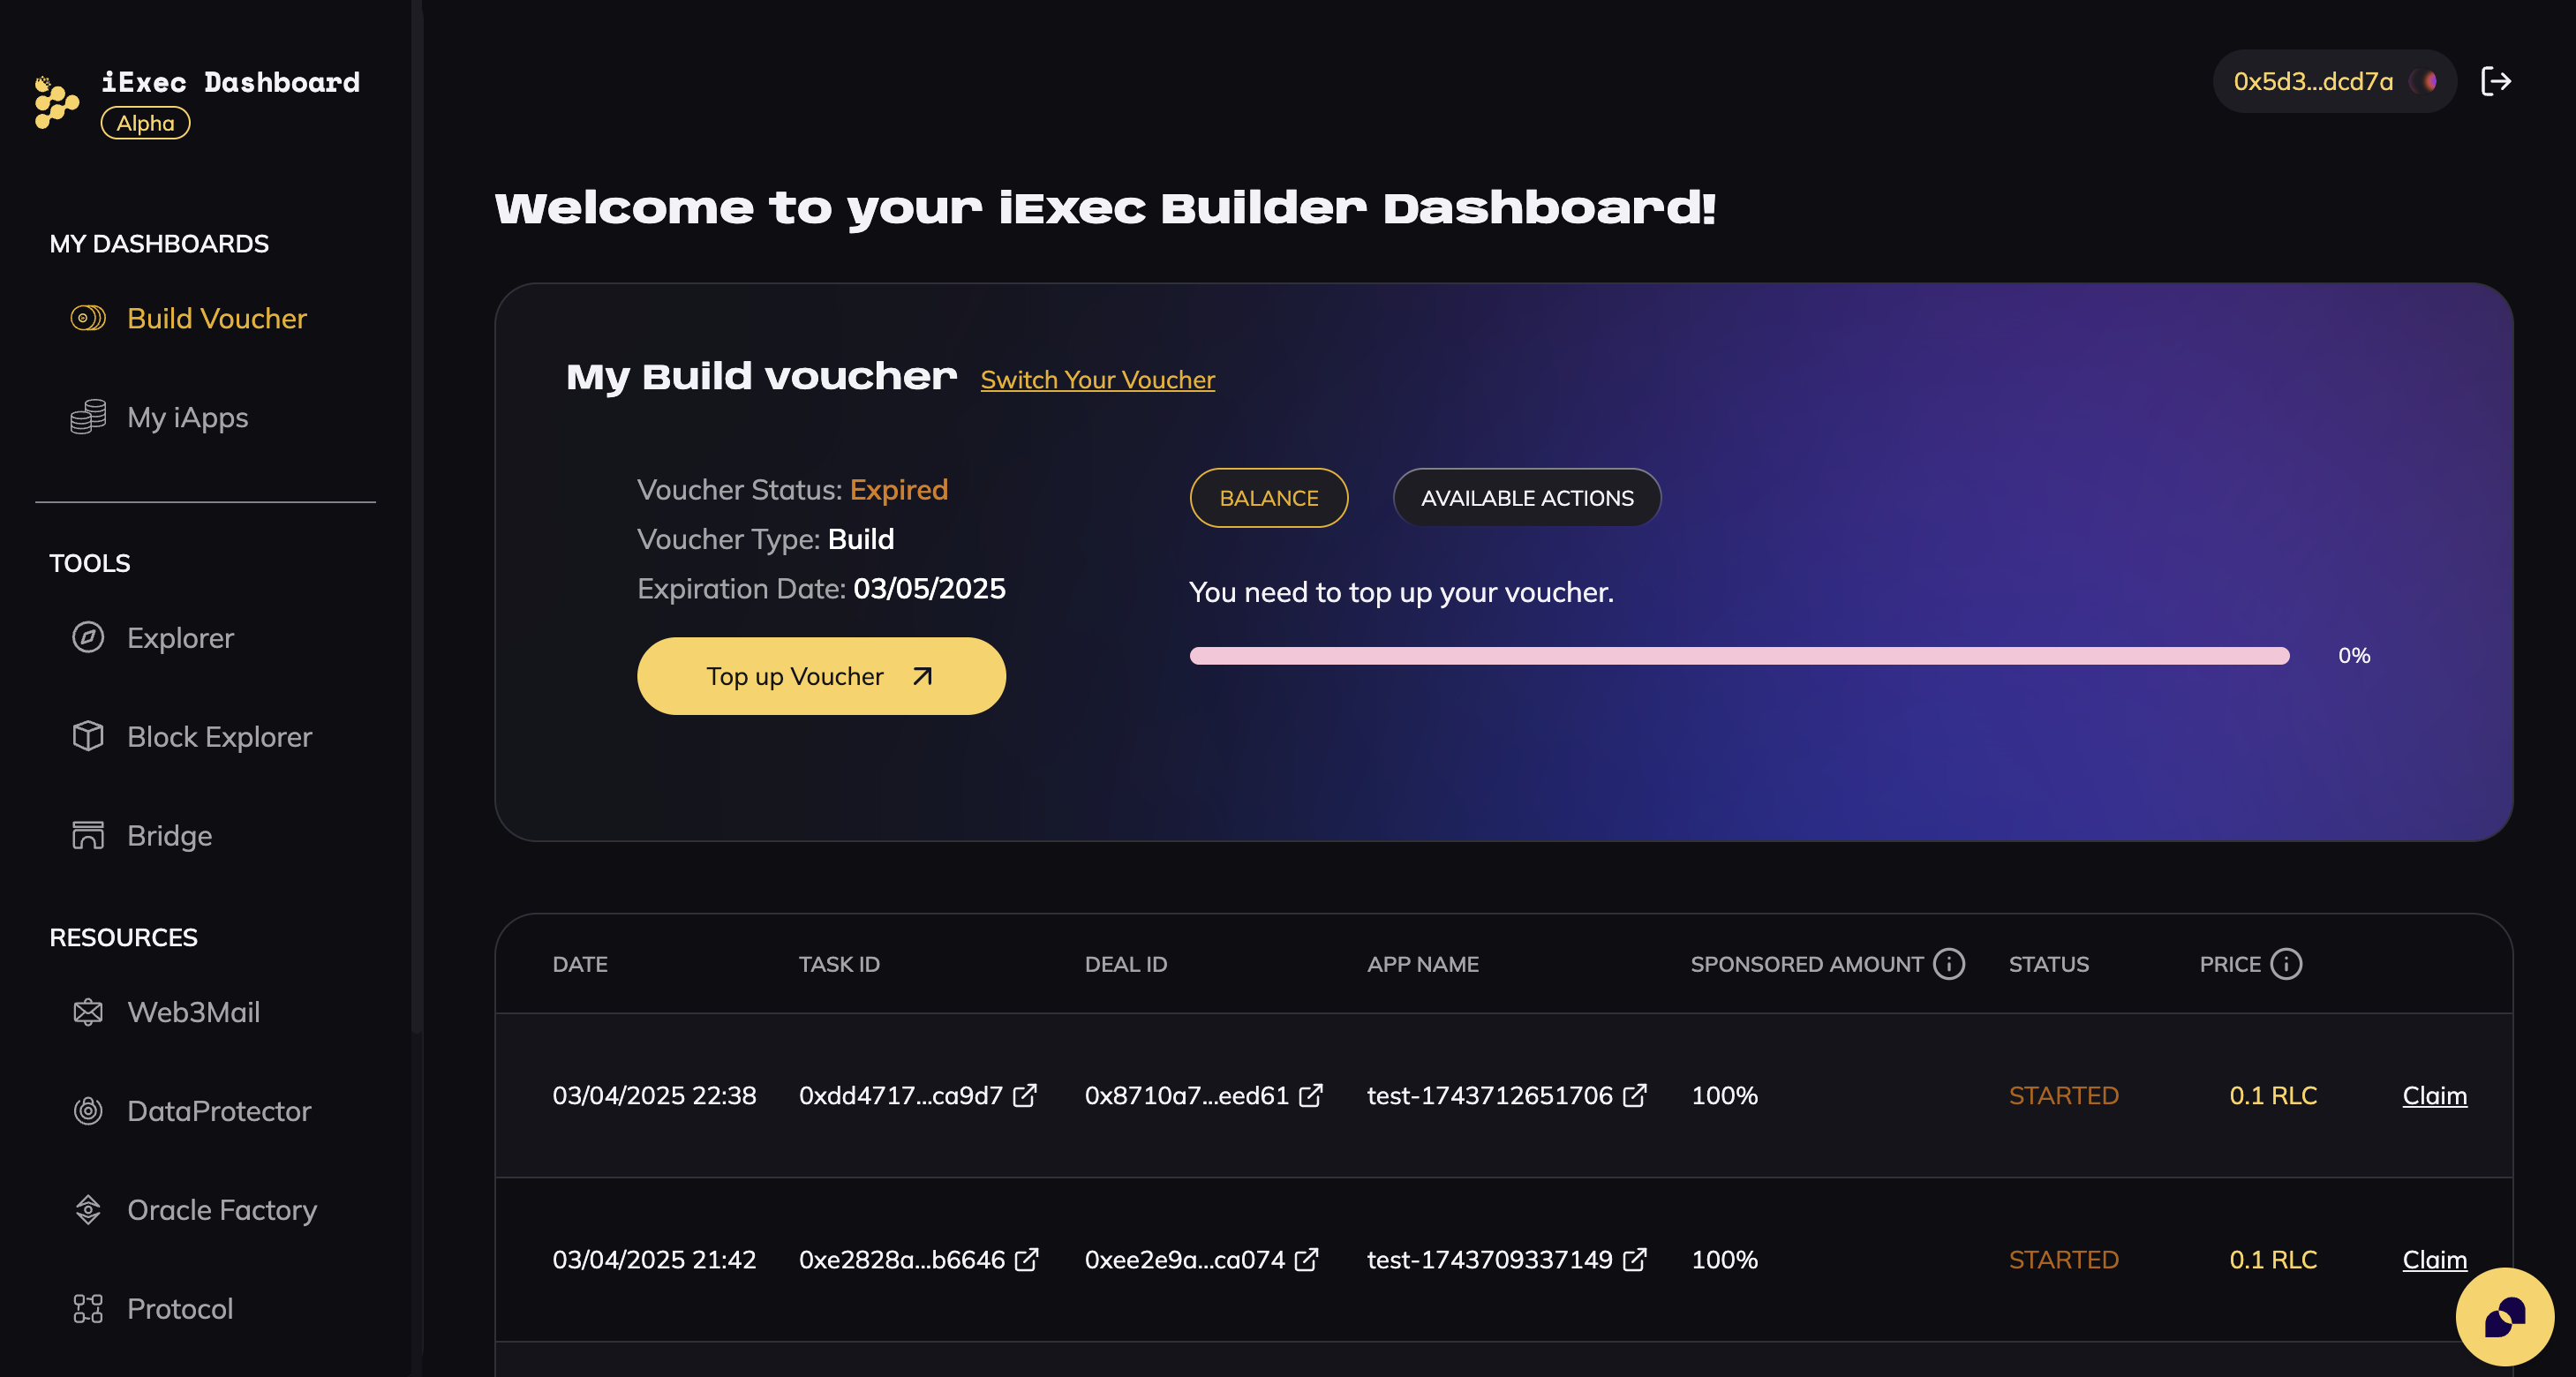 iExec Dashboard
Alpha
MY DASHBOARDS
Build Voucher
My iApps
TOOLS
Explorer
Block Explorer
Bridge
RESOURCES
Web3Mail
DataProtector
Oracle Factory
Protocol
0x5d3...dcd7a
Welcome to your iExec Builder Dashboard!
My Build voucher Switch Your Voucher
Voucher Status: Expired
Voucher Type: Build
Expiration Date: 03/05/2025
Top up Voucher
BALANCE AVAILABLE ACTIONS
You need to top up your voucher.
0%
DATE TASK ID DEAL ID APP NAME SPONSORED AMOUNT STATUS PRICE
03/04/2025 22:38 0xdd4717...ca9d7 0x8710a7...eed61 test-1743712651706 100% STARTED 0.1 RLC Claim
03/04/2025 21:42 0xe2828a...b6646 0xee2e9a...ca074 test-1743709337149 100% STARTED 0.1 RLC Claim